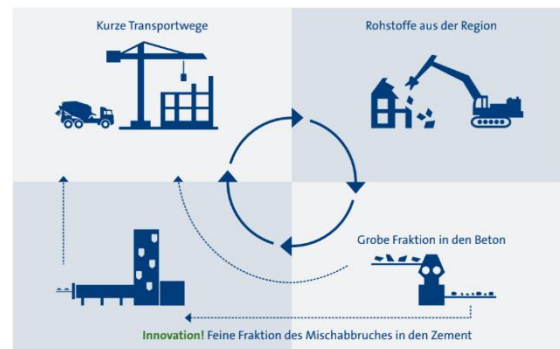 Kurze Transportwege
Rohstoffe aus der Region
Grobe Fraktion in den Beton
Innovation! Feine Fraktion des Mischabbruches in den Zement